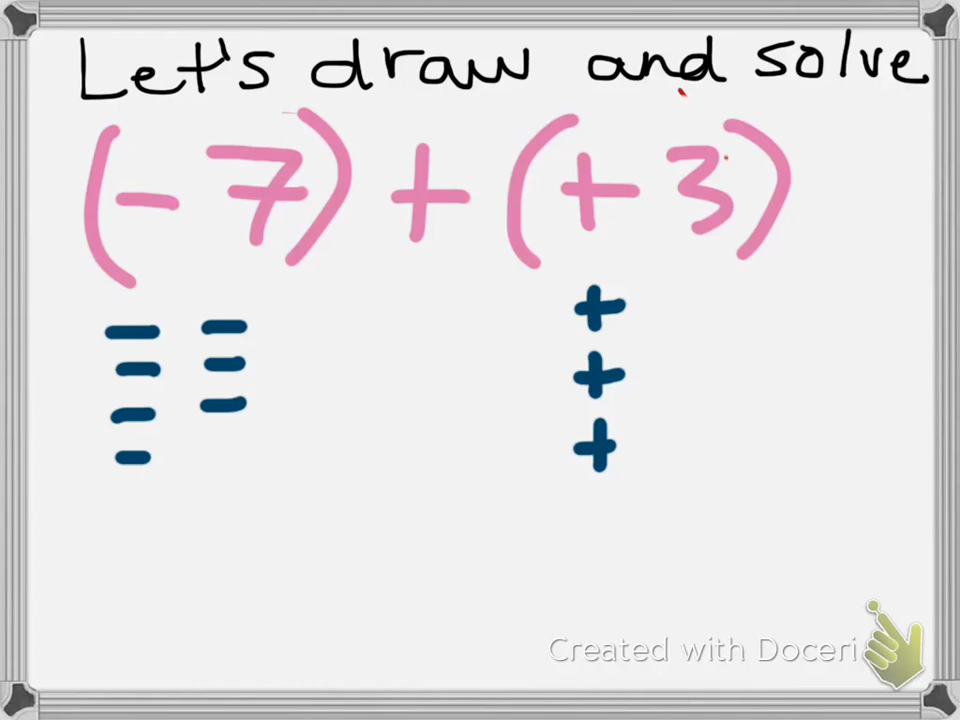 Let's draw and solve
(- 7) + (+ 3)
− −
− −
− −
−
+
+
+
Created with Doceri